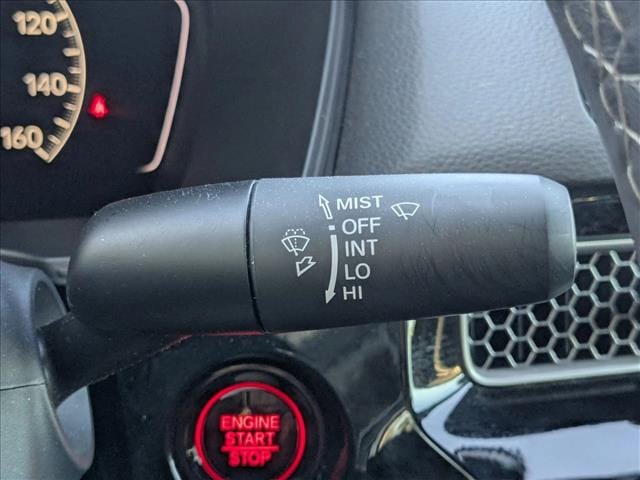 120
140
160
MIST
OFF
INT
LO
HI
ENGINE
START
STOP